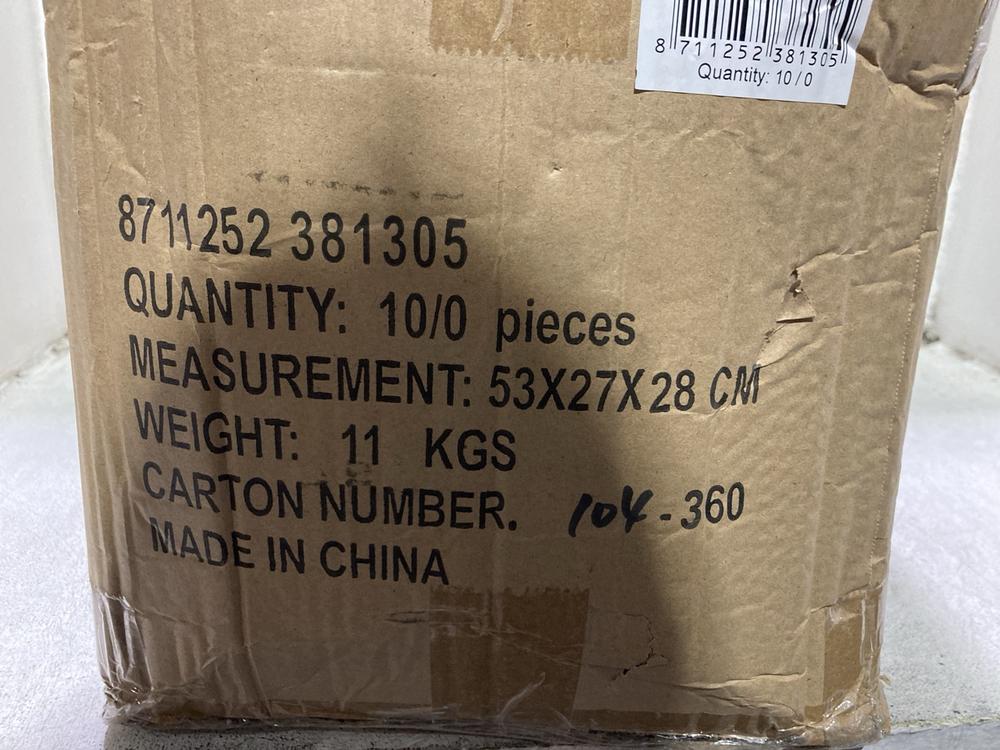 8 711252 381305
Quantity: 10/0
8711252 381305
QUANTITY: 10/0 pieces
MEASUREMENT: 53X27X28 CM
WEIGHT: 11 KGS
CARTON NUMBER. 104-360
MADE IN CHINA